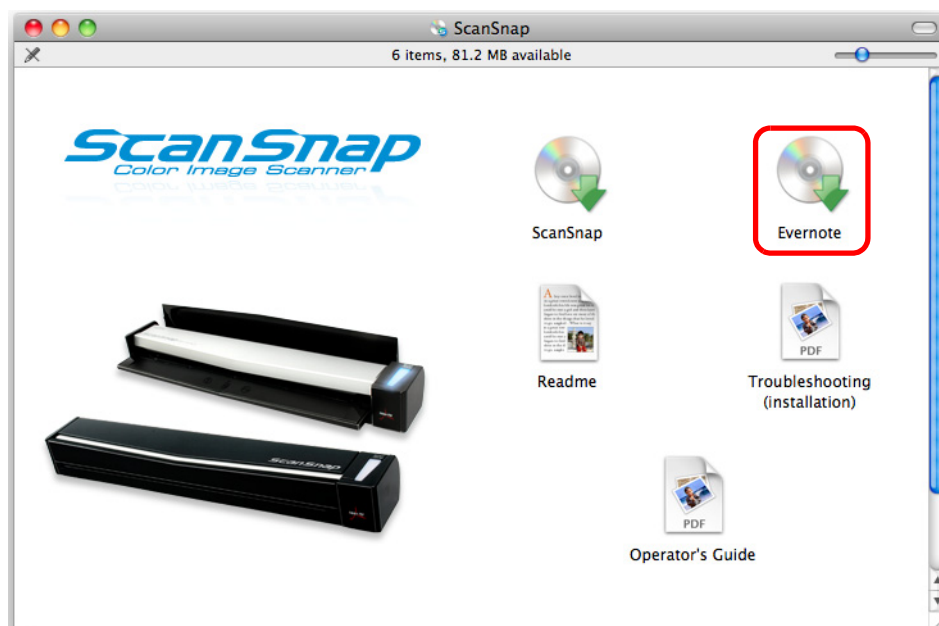 ScanSnap
6 items, 81.2 MB available
ScanSnap
Color Image Scanner
ScanSnap
Evernote
Readme
PDF
Troubleshooting
(installation)
ScanSnap
PDF
Operator's Guide